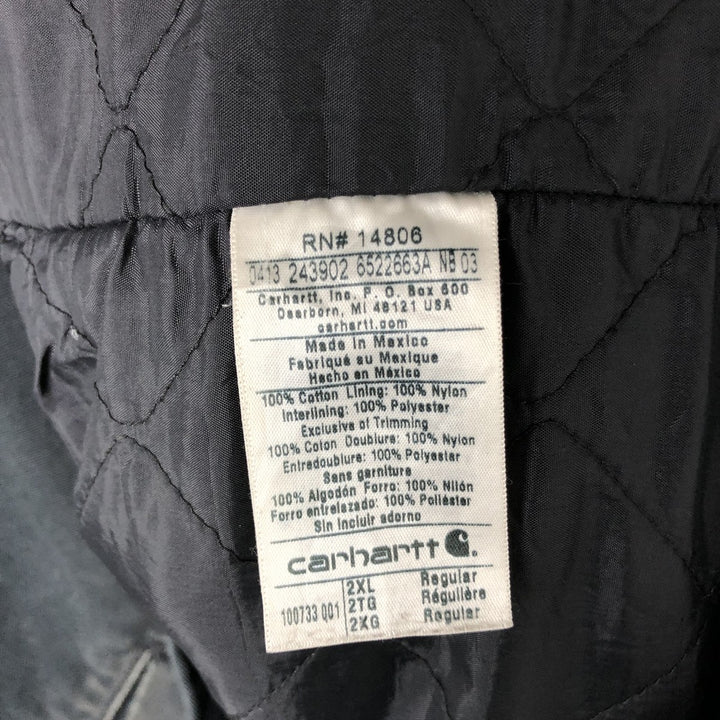 RN# 14806
0413 243902 6522663A NB 03
Carhartt, Inc. P. O. Box 600
Dearborn, MI 48121 USA
carhartt.com
Made in Mexico
Fabriqué au Mexique
Hecho en México
100% Cotton Lining: 100% Nylon
Interlining: 100% Polyester
Exclusive of Trimming
100% Coton Doublure: 100% Nylon
Entredoublure: 100% Polyester
Sans garniture
100% Algodón Forro: 100% Nilón
Forro entrelazado: 100% Poliéster
Sin incluir adorno
carhartt
2XL Regular
100733 001 2TG Régulière
2XG Regular